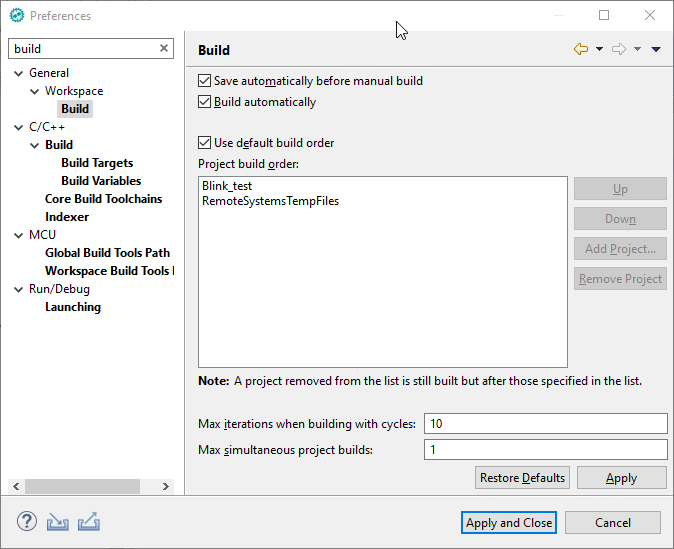 Preferences
build
General
Workspace
Build
C/C++
Build
Build Targets
Build Variables
Core Build Toolchains
Indexer
MCU
Global Build Tools Path
Workspace Build Tools
Run/Debug
Launching
Build
Save automatically before manual build
Build automatically
Use default build order
Project build order:
Blink_test
RemoteSystemsTempFiles
Up
Down
Add Project...
Remove Project
Note: A project removed from the list is still built but after those specified in the list.
Max iterations when building with cycles: 10
Max simultaneous project builds: 1
Restore Defaults Apply
? Apply and Close Cancel